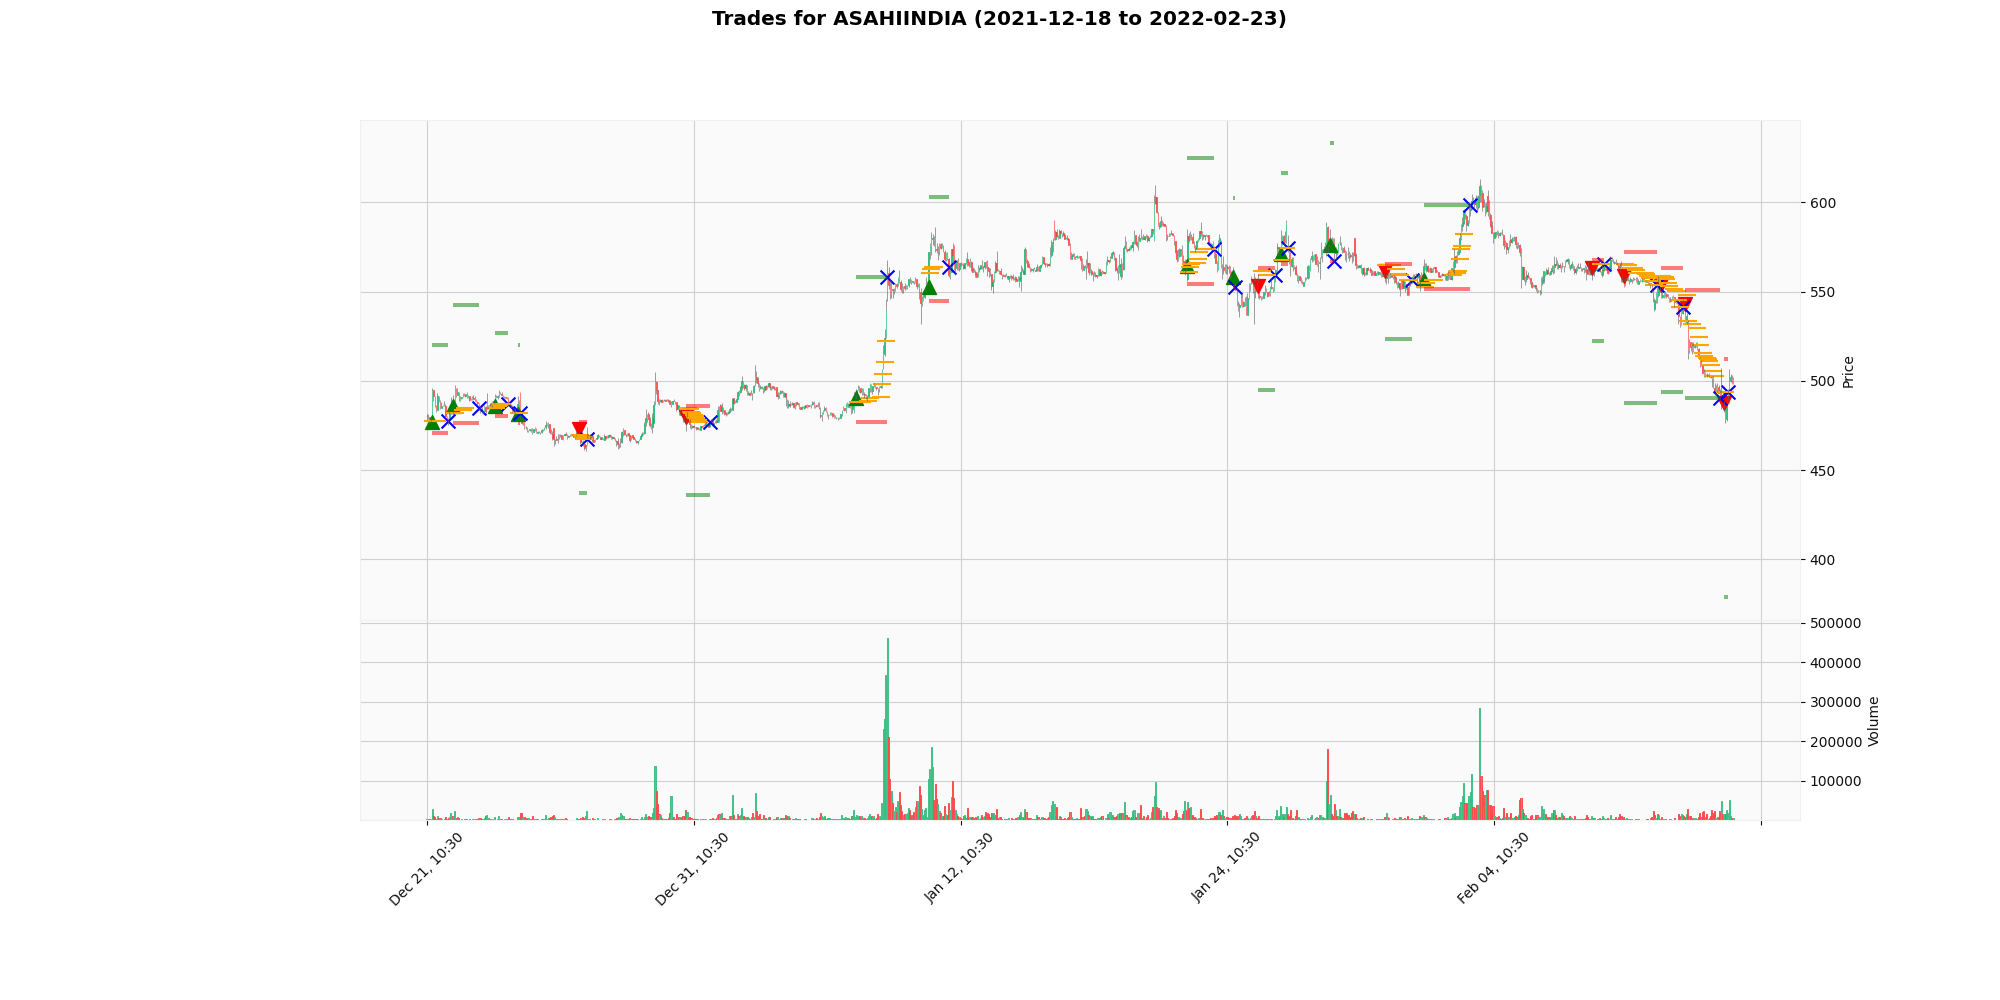 Trades for ASAHIINDIA (2021-12-18 to 2022-02-23)
600
550
500
450
400
Price
500000
400000
300000
200000
100000
Volume
Dec 21, 10:30
Dec 31, 10:30
Jan 12, 10:30
Jan 24, 10:30
Feb 04, 10:30